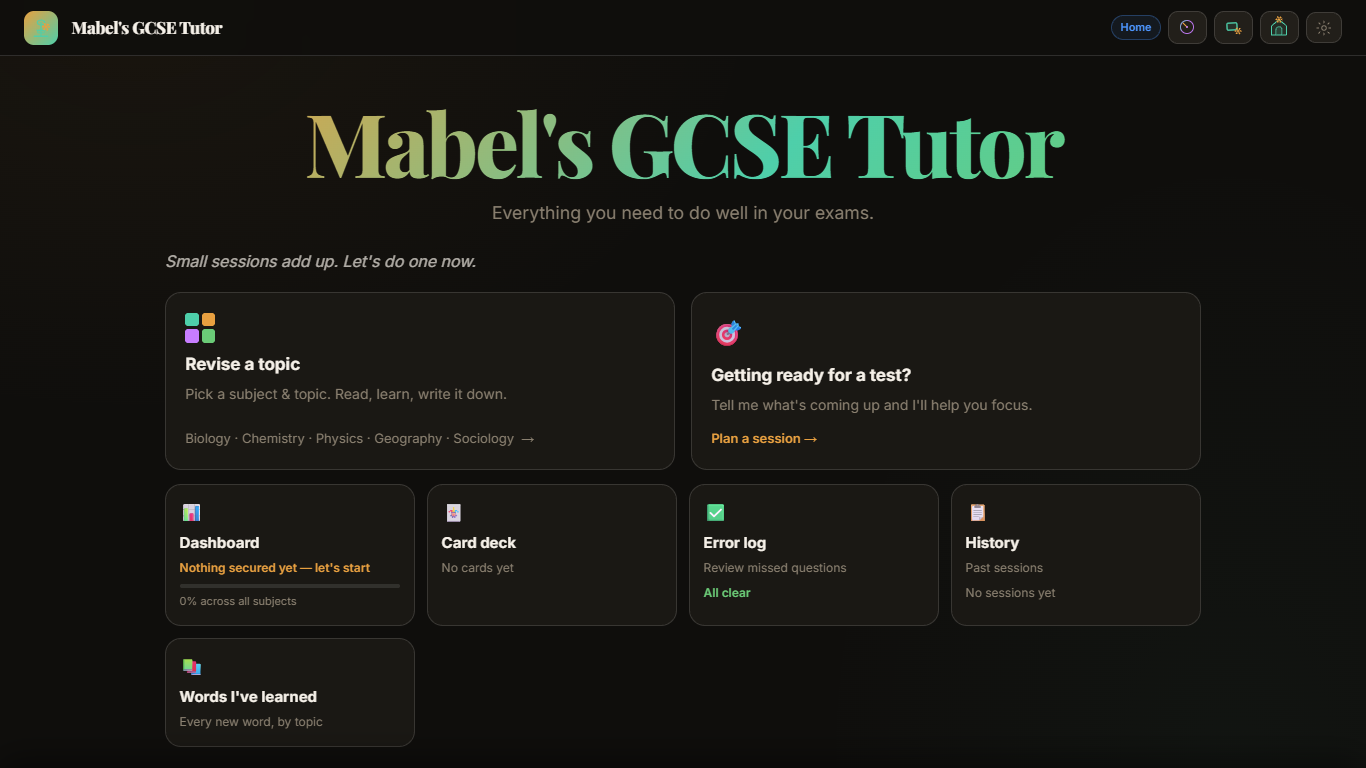 Mabel's GCSE Tutor
Home
Mabel's GCSE Tutor
Everything you need to do well in your exams.
Small sessions add up. Let's do one now.
Revise a topic
Pick a subject & topic. Read, learn, write it down.
Biology · Chemistry · Physics · Geography · Sociology →
Getting ready for a test?
Tell me what's coming up and I'll help you focus.
Plan a session →
Dashboard
Nothing secured yet — let's start
0% across all subjects
Card deck
No cards yet
Error log
Review missed questions
All clear
History
Past sessions
No sessions yet
Words I've learned
Every new word, by topic